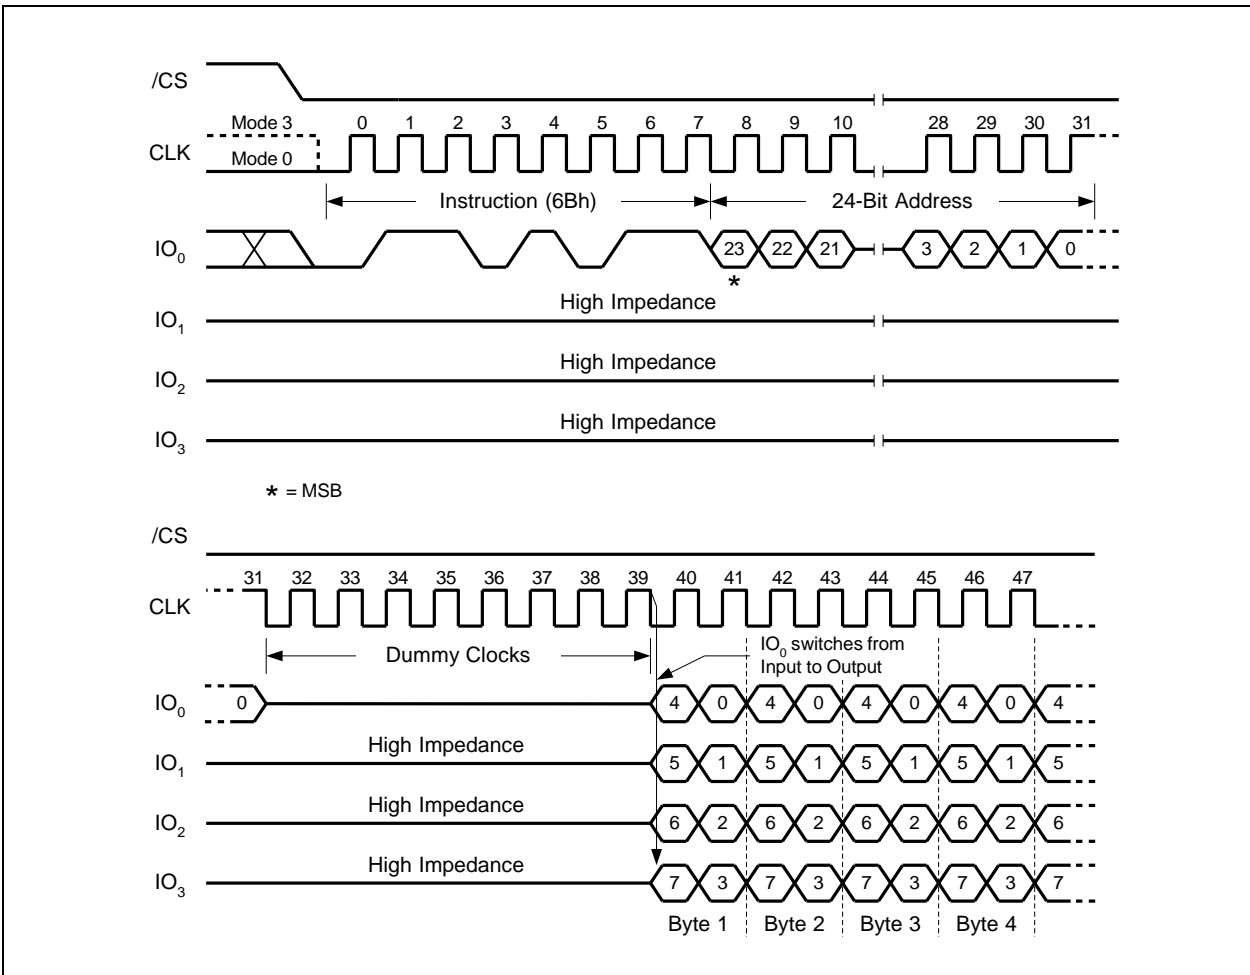 /CS
Mode 3 0 1 2 3 4 5 6 7 8 9 10 28 29 30 31
CLK
Mode 0
Instruction (6Bh) 24-Bit Address
IO0 23 22 21 3 2 1 0
*
High Impedance
IO1
High Impedance
IO2
High Impedance
IO3
* = MSB
/CS
31 32 33 34 35 36 37 38 39 40 41 42 43 44 45 46 47
CLK
IO0 switches from
Dummy Clocks Input to Output
IO0 0 4 0 4 0 4 0 4 0 4
High Impedance
IO1 5 1 5 1 5 1 5 1 5
High Impedance
IO2 6 2 6 2 6 2 6 2 6
High Impedance
IO3 7 3 7 3 7 3 7 3 7
Byte 1 Byte 2 Byte 3 Byte 4